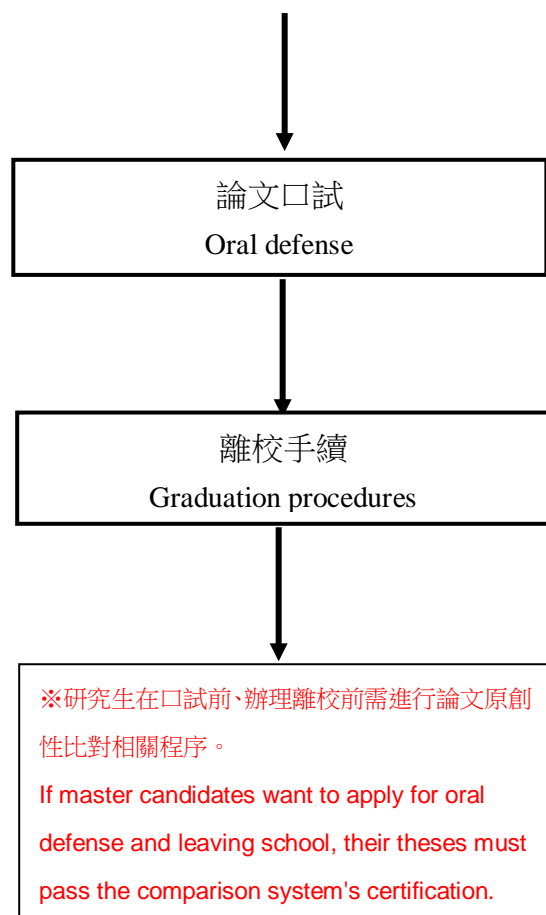 論文口試
Oral defense
離校手續
Graduation procedures
※研究生在口試前、辦理離校前需進行論文原創
性比對相關程序。
If master candidates want to apply for oral
defense and leaving school, their theses must
pass the comparison system's certification.